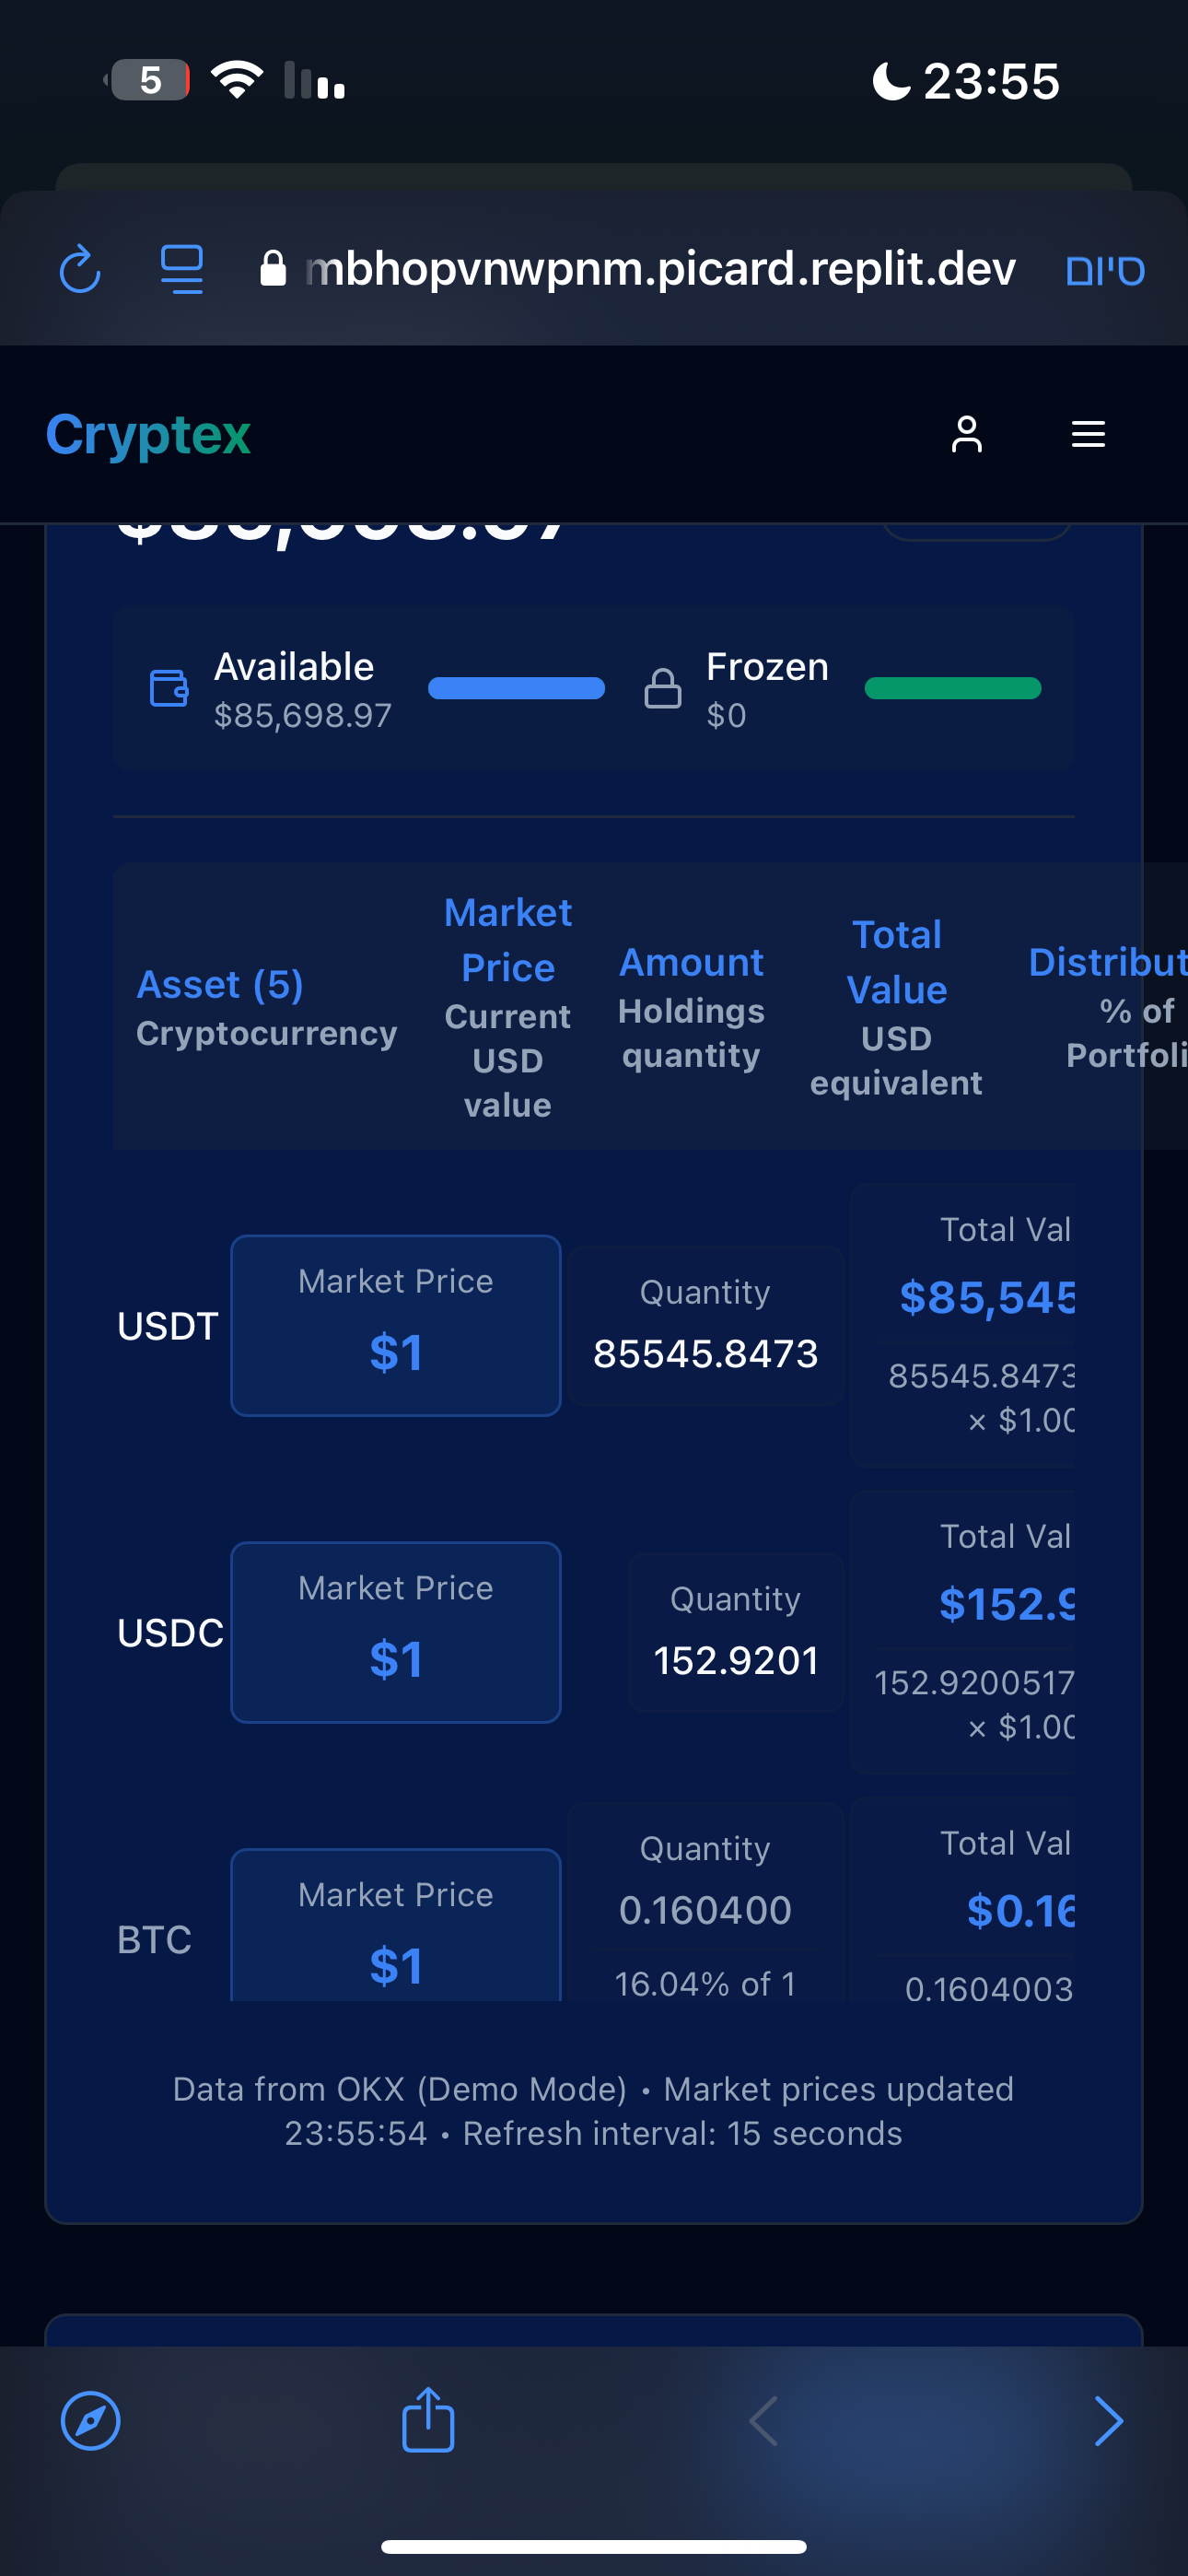 5
23:55
mbhopvnwpnm.picard.replit.dev
סיום
Cryptex
Available
$85,698.97
Frozen
$0
Asset (5)
Cryptocurrency
Market
Price
Current
USD
value
Amount
Holdings
quantity
Total
Value
USD
equivalent
Distribut
% of
Portfoli
USDT
Market Price
$1
Quantity
85545.8473
Total Val
$85,545
85545.8473
× $1.00
USDC
Market Price
$1
Quantity
152.9201
Total Val
$152.9
152.9200517
× $1.00
BTC
Market Price
$1
Quantity
0.160400
16.04% of 1
Total Val
$0.16
0.1604003
Data from OKX (Demo Mode) • Market prices updated
23:55:54 • Refresh interval: 15 seconds